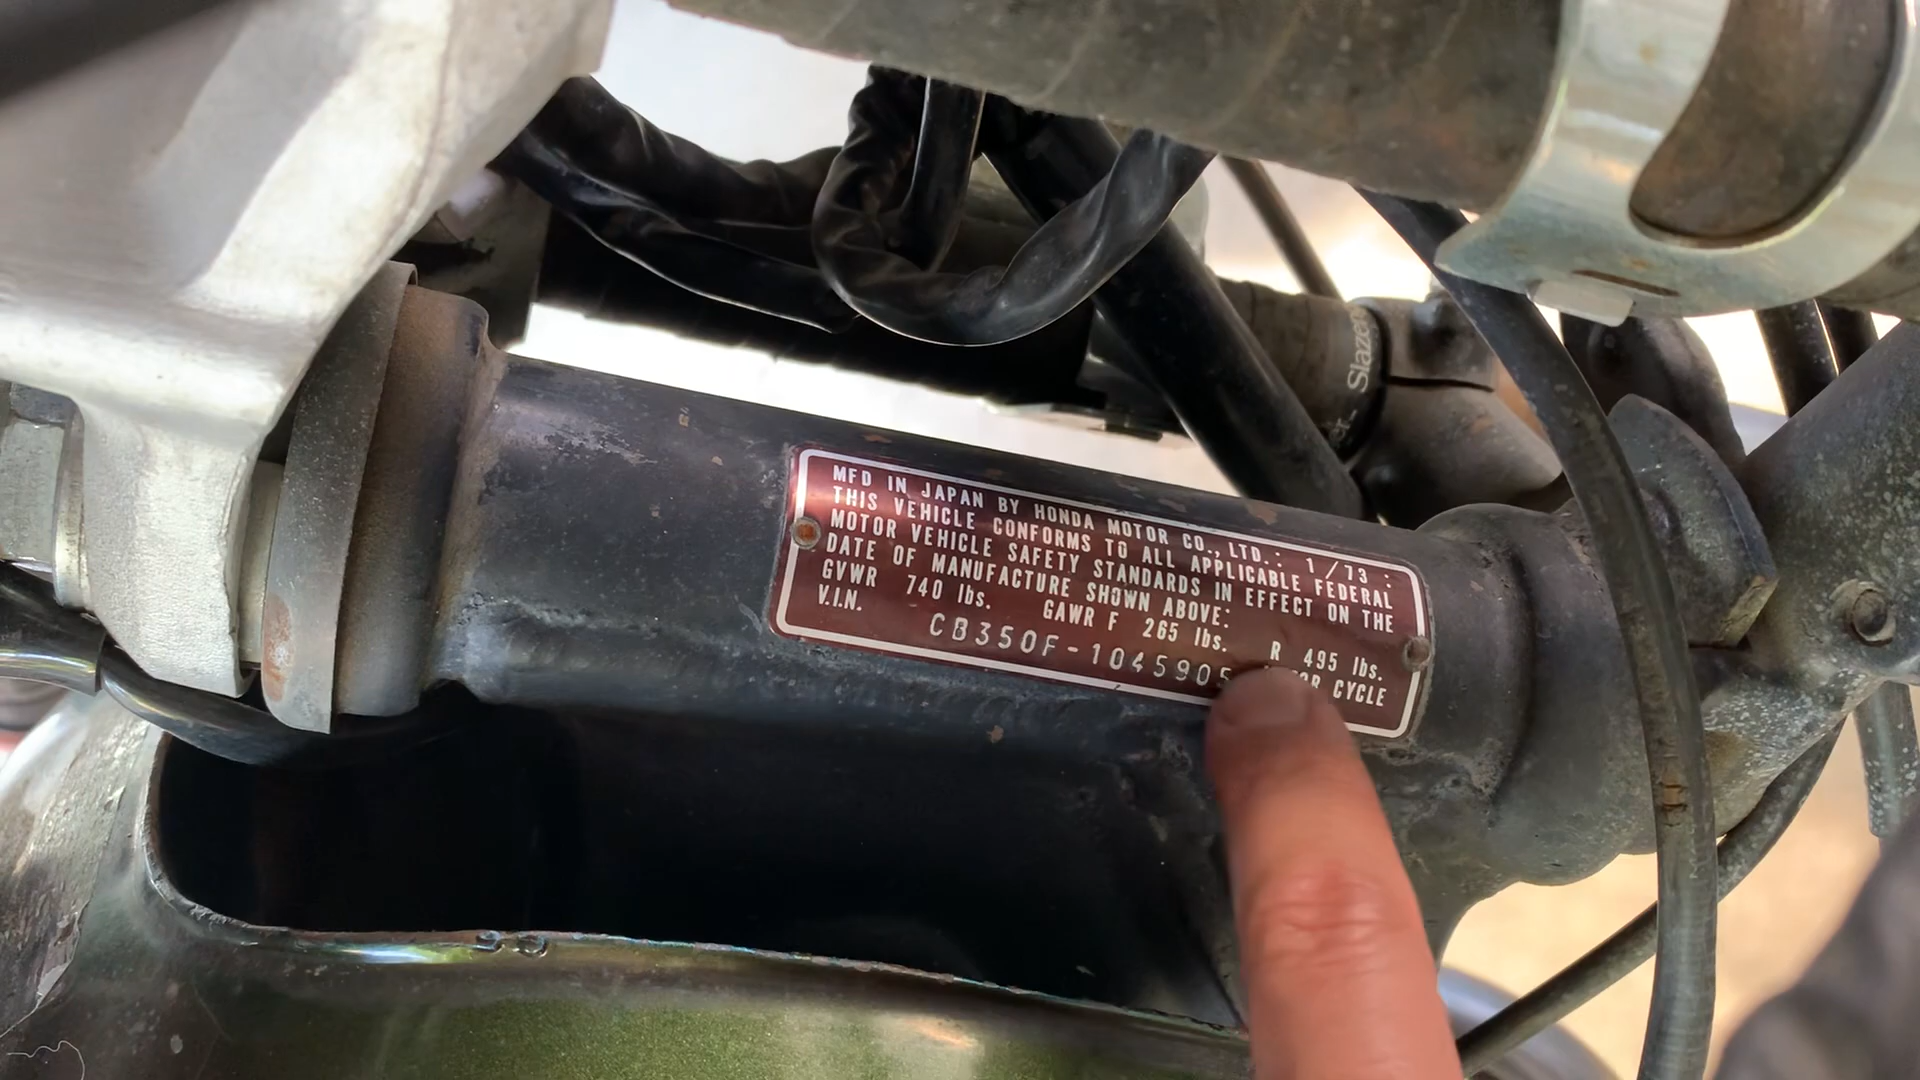 MFD IN JAPAN BY HONDA MOTOR CO., LTD.: 1/73 :
THIS VEHICLE CONFORMS TO ALL APPLICABLE FEDERAL
MOTOR VEHICLE SAFETY STANDARDS IN EFFECT ON THE
DATE OF MANUFACTURE SHOWN ABOVE:
GVWR 740 lbs. GAWR F 265 lbs. R 495 lbs.
V.I.N. CB350F-1045905 CYCLE